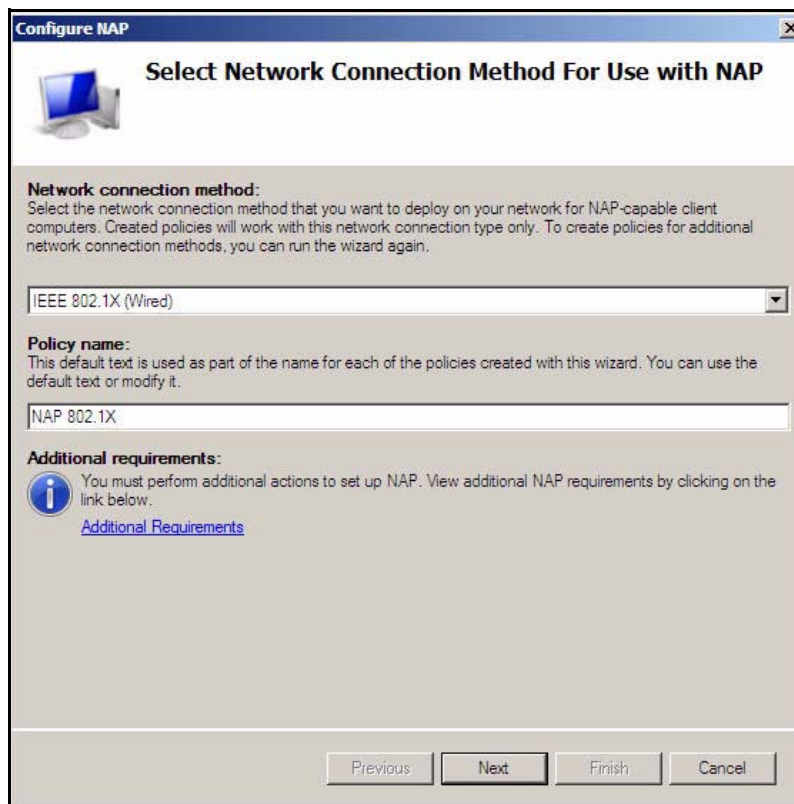 Configure NAP
Select Network Connection Method For Use with NAP
Network connection method:
Select the network connection method that you want to deploy on your network for NAP-capable client
computers. Created policies will work with this network connection type only. To create policies for additional
network connection methods, you can run the wizard again.
IEEE 802.1X (Wired)
Policy name:
This default text is used as part of the name for each of the policies created with this wizard. You can use the
default text or modify it.
NAP 802.1X
Additional requirements:
You must perform additional actions to set up NAP. View additional NAP requirements by clicking on the
link below.
Additional Requirements
Previous Next Finish Cancel